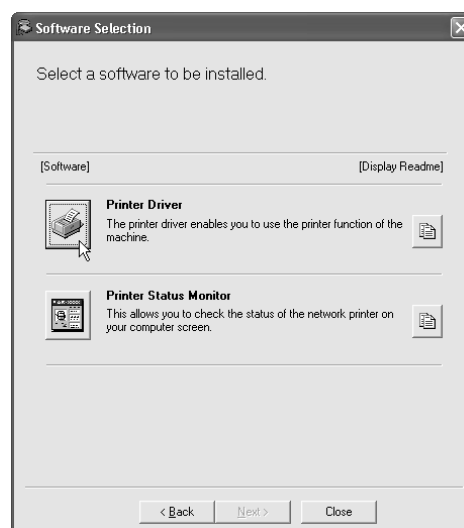 Software Selection
Select a software to be installed.
[Software] [Display Readme]
Printer Driver
The printer driver enables you to use the printer function of the
machine.
Printer Status Monitor
This allows you to check the status of the network printer on
your computer screen.
< Back Next > Close